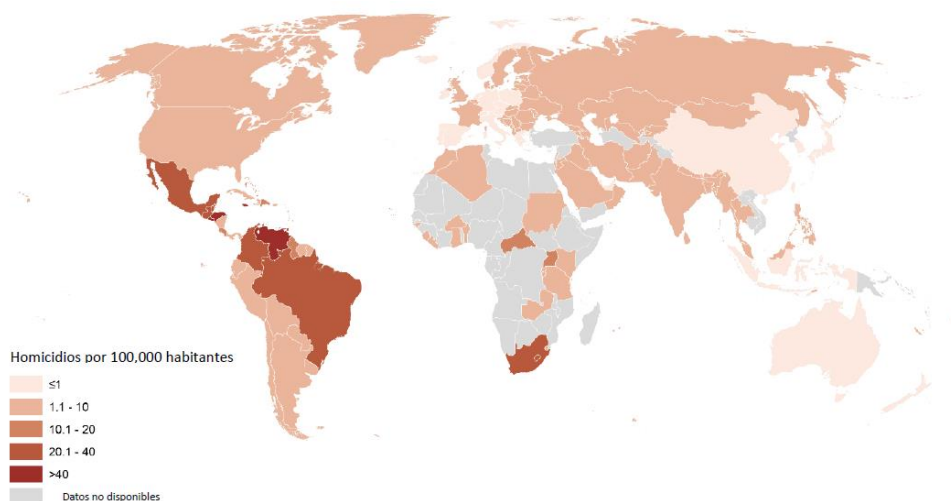 Homicidios por 100,000 habitantes
≤1
1.1 - 10
10.1 - 20
20.1 - 40
>40
Datos no disponibles